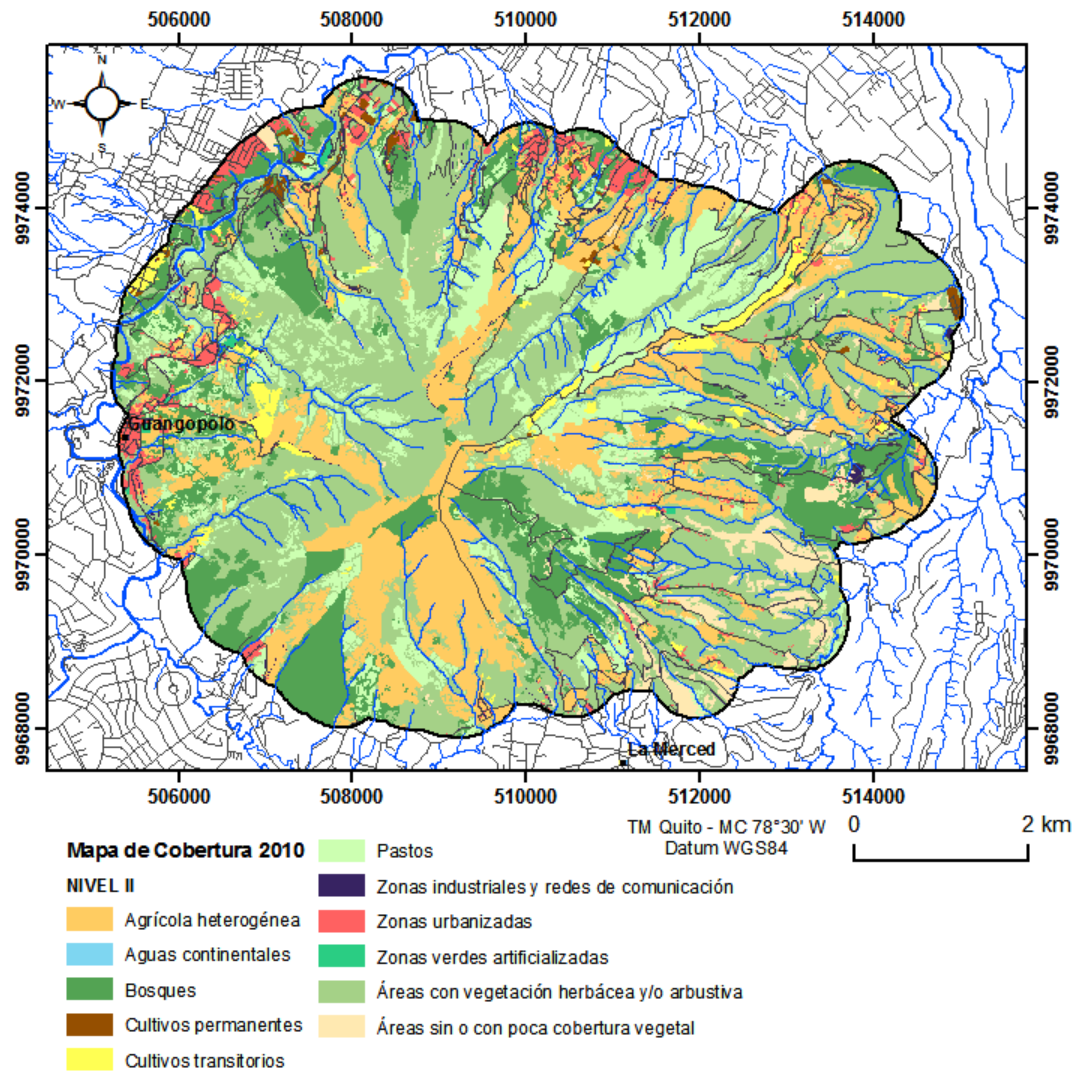 506000 508000 510000 512000 514000
N
W E
S
9974000 9974000
9972000 9972000
Guangopolo
9970000 9970000
9968000 9968000
La Merced
506000 508000 510000 512000 514000
TM Quito - MC 78°30' W
Datum WGS84
0 2 km
Mapa de Cobertura 2010
NIVEL II
Agrícola heterogénea
Aguas continentales
Bosques
Cultivos permanentes
Cultivos transitorios
Pastos
Zonas industriales y redes de comunicación
Zonas urbanizadas
Zonas verdes artificializadas
Áreas con vegetación herbácea y/o arbustiva
Áreas sin o con poca cobertura vegetal